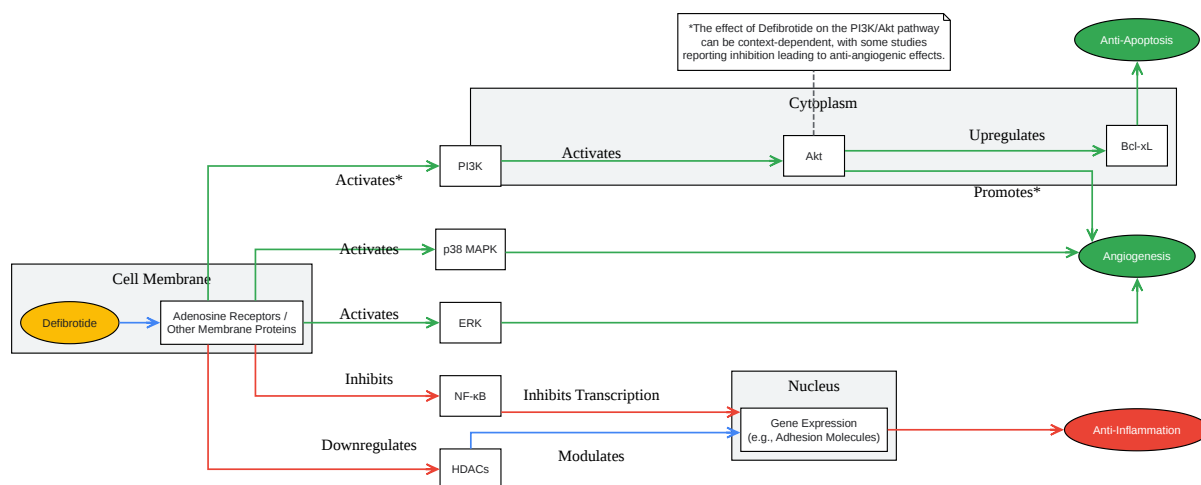 *The effect of Defibrotide on the PI3K/Akt pathway
can be context-dependent, with some studies
reporting inhibition leading to anti-angiogenic effects.
Anti-Apoptosis
Cytoplasm
PI3K
Activates
Akt
Upregulates
Bcl-xL
Activates*
Promotes*
Activates
p38 MAPK
Angiogenesis
Cell Membrane
Defibrotide
Adenosine Receptors /
Other Membrane Proteins
Activates
ERK
Inhibits
NF-κB
Inhibits Transcription
Nucleus
Gene Expression
(e.g., Adhesion Molecules)
Anti-Inflammation
Downregulates
HDACs
Modulates